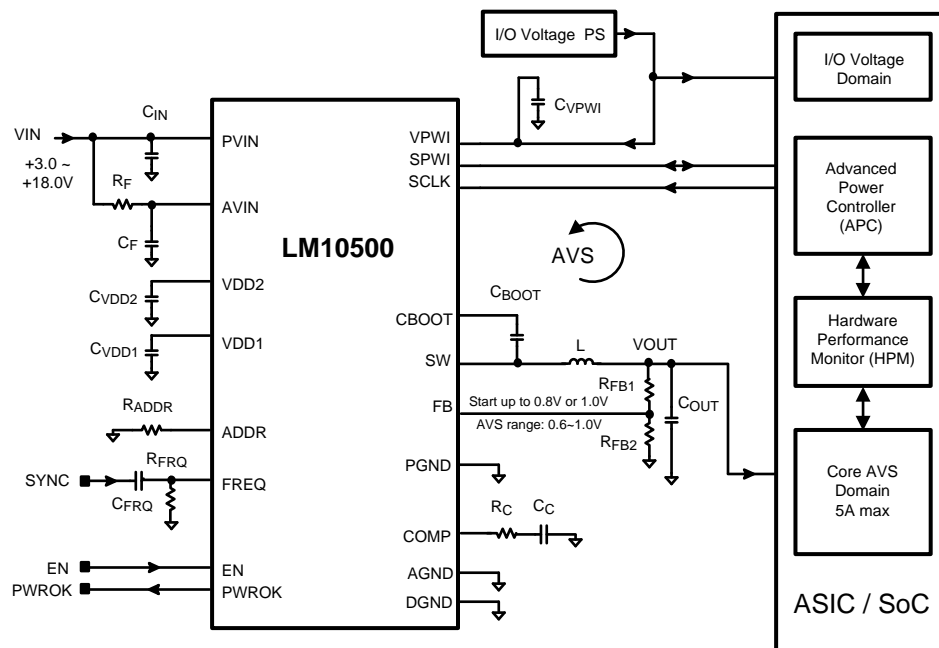 I/O Voltage PS
I/O Voltage
Domain
CIN
CVPWI
VIN
PVIN
VPWI
+3.0 ~
+18.0V
SPWI
SCLK
Advanced
Power
Controller
(APC)
RF
AVIN
LM10500
AVS
CF
VDD2
CVDD2
CBOOT
CBOOT
VDD1
CVDD1
Hardware
Performance
Monitor (HPM)
SW
L
VOUT
RFB1
COUT
FB
Start up to 0.8V or 1.0V
AVS range: 0.6~1.0V
RFB2
RADDR
ADDR
RFRQ
SYNC
FREQ
CFRQ
PGND
Core AVS
Domain
5A max
RC
CC
COMP
EN
EN
AGND
PWROK
PWROK
DGND
ASIC / SoC